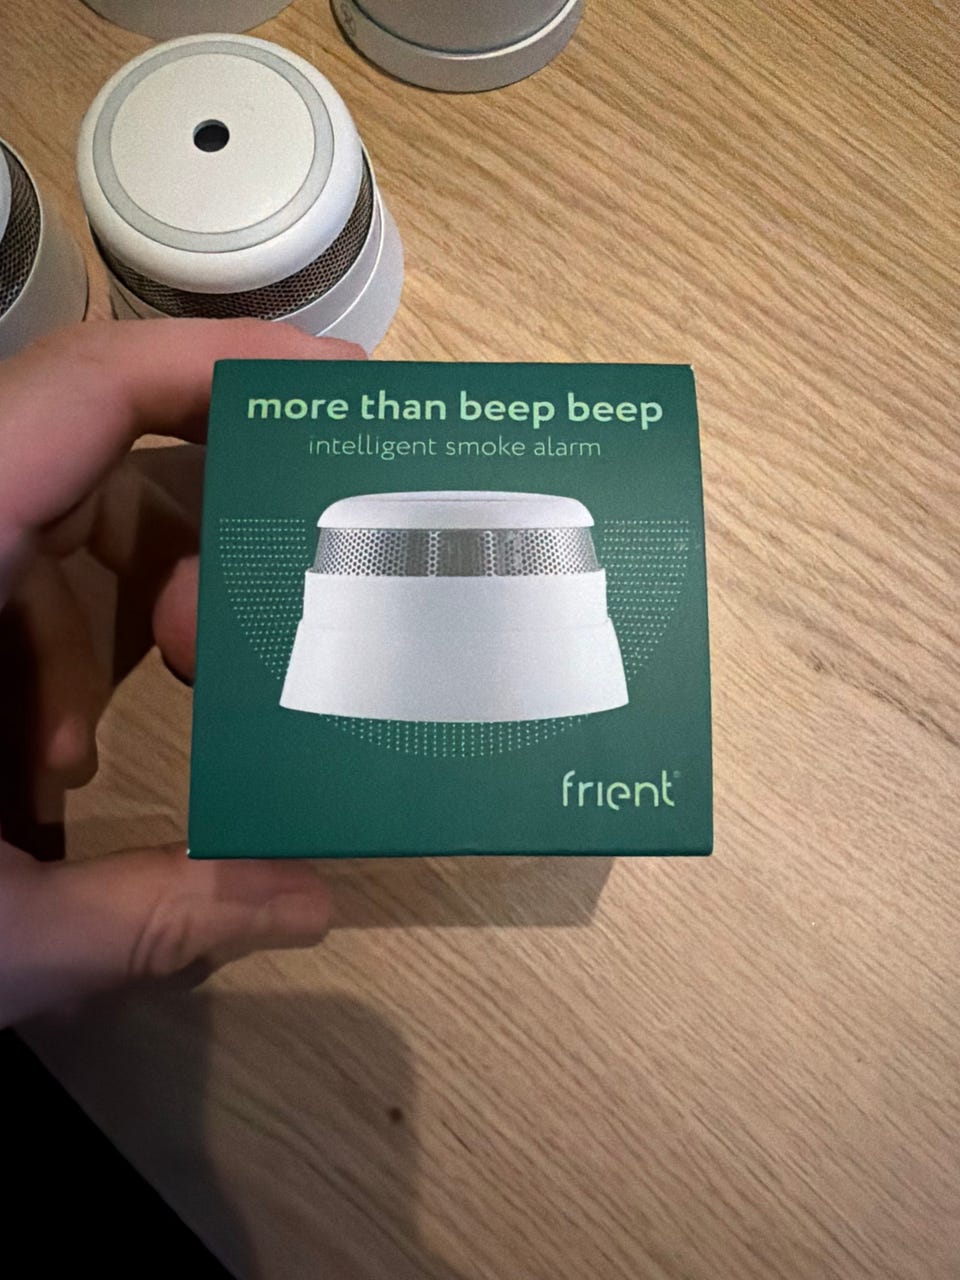 more than beep beep
intelligent smoke alarm
frient®